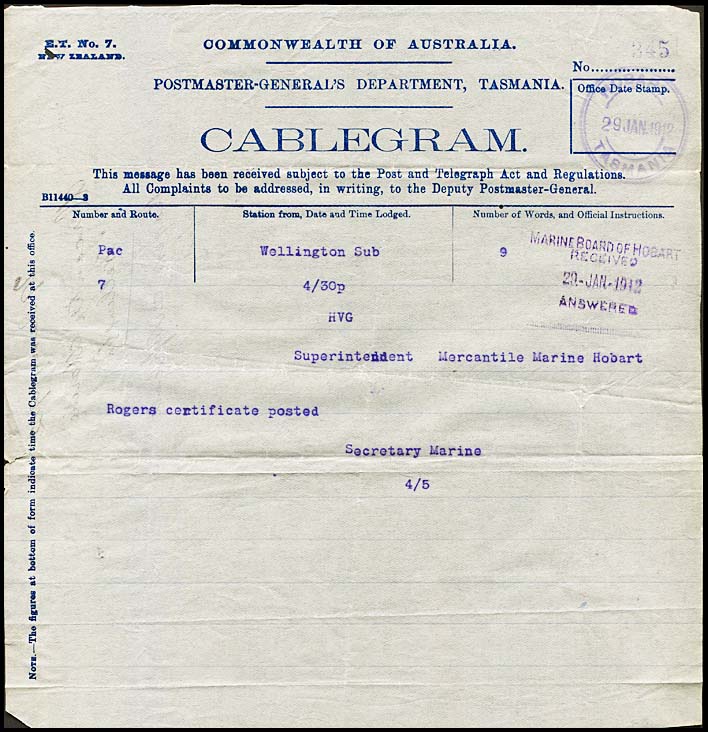 E.T. No. 7.
NEW ZEALAND.
COMMONWEALTH OF AUSTRALIA.
345
No...................
POSTMASTER-GENERAL'S DEPARTMENT, TASMANIA.
Office Date Stamp.
HOBART
29 JAN. 1912
TASMANIA
CABLEGRAM.
This message has been received subject to the Post and Telegraph Act and Regulations.
All Complaints to be addressed, in writing, to the Deputy Postmaster-General.
B11440—3
Number and Route.
Station from, Date and Time Lodged.
Number of Words, and Official Instructions.
Pac
Wellington Sub
9
MARINE BOARD OF HOBART
RECEIVED
29-JAN-1912
ANSWERED
7
4/30p
HVG
Superintendent Mercantile Marine Hobart
Rogers certificate posted
Secretary Marine
4/5
NOTE.—The figures at bottom of form indicate time the Cablegram was received at this office.